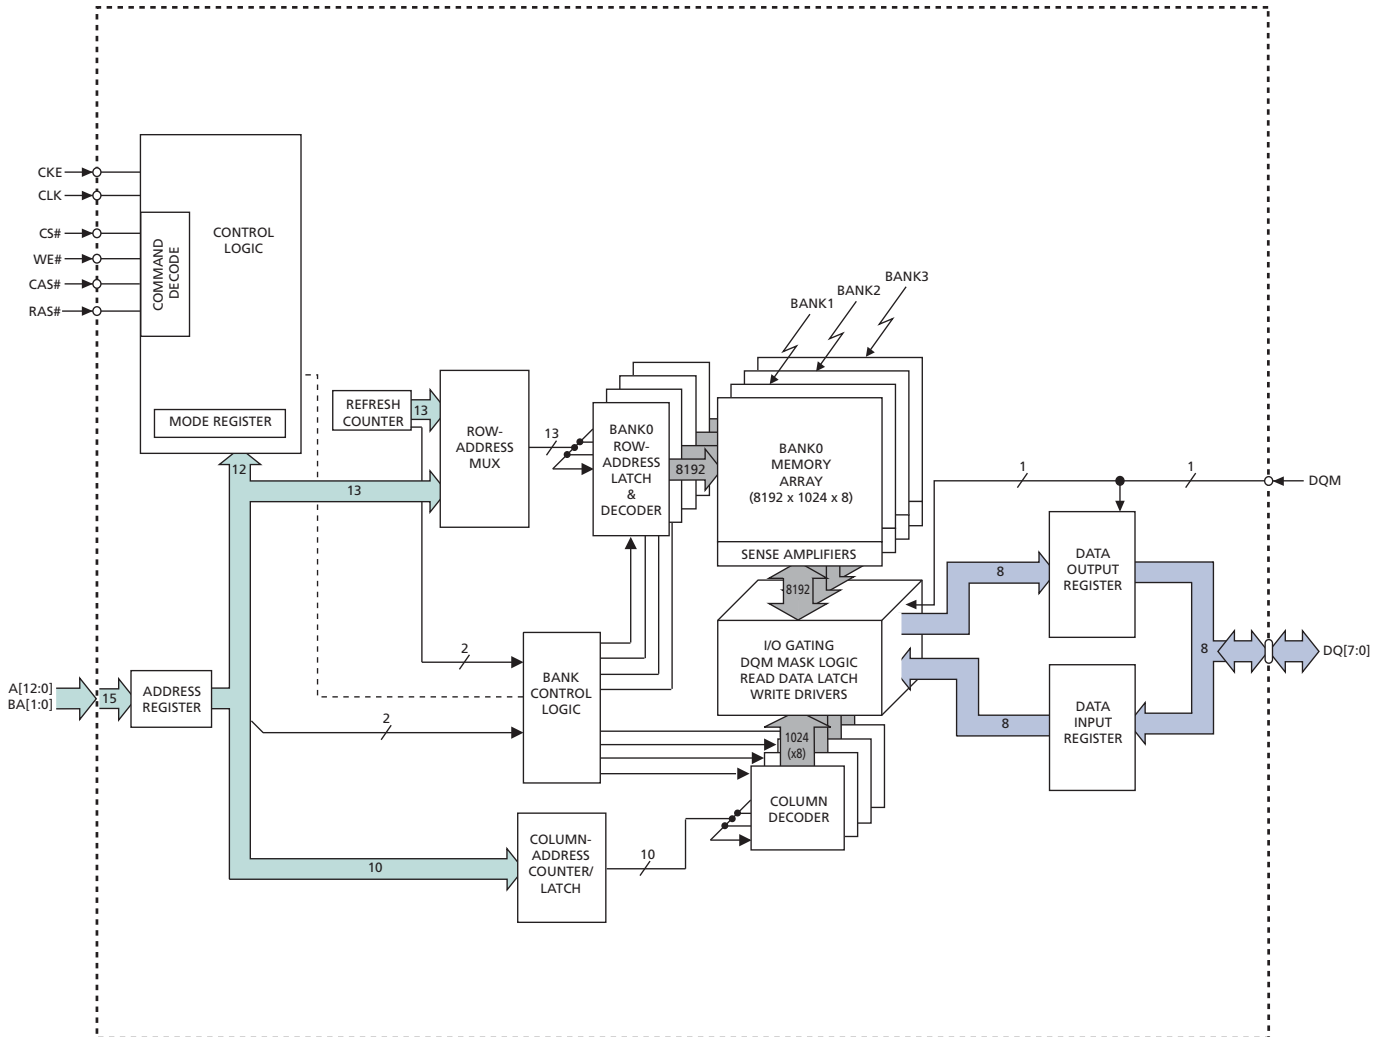 CKE
CLK
CS#
WE#
CAS#
RAS#
COMMAND
DECODE
CONTROL
LOGIC
MODE REGISTER
12
REFRESH
COUNTER
13
13
ROW-
ADDRESS
MUX
13
BANK0
ROW-
ADDRESS
LATCH
&
DECODER
8192
BANK1
BANK2
BANK3
BANK0
MEMORY
ARRAY
(8192 x 1024 x 8)
SENSE AMPLIFIERS
8192
I/O GATING
DQM MASK LOGIC
READ DATA LATCH
WRITE DRIVERS
1024
(x8)
COLUMN
DECODER
1
1
DQM
DATA
OUTPUT
REGISTER
8
8
DQ[7:0]
DATA
INPUT
REGISTER
8
A[12:0]
BA[1:0]
15
ADDRESS
REGISTER
2
2
BANK
CONTROL
LOGIC
10
COLUMN-
ADDRESS
COUNTER/
LATCH
10